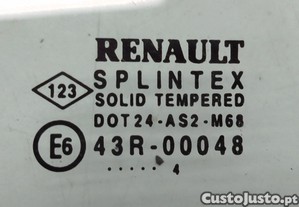 RENAULT
123 SPLINTEX
SOLID TEMPERED
DOT24-AS2-M68
E6 43R-00048
..... 4
CustoJusto.pt